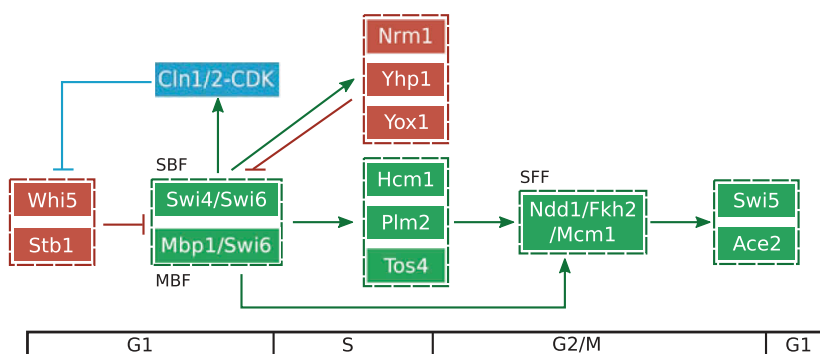 Nrm1
Cln1/2-CDK
Yhp1
Yox1
SBF
Whi5
Stb1
Swi4/Swi6
Mbp1/Swi6
MBF
Hcm1
Plm2
Tos4
SFF
Ndd1/Fkh2
/Mcm1
Swi5
Ace2
G1
S
G2/M
G1